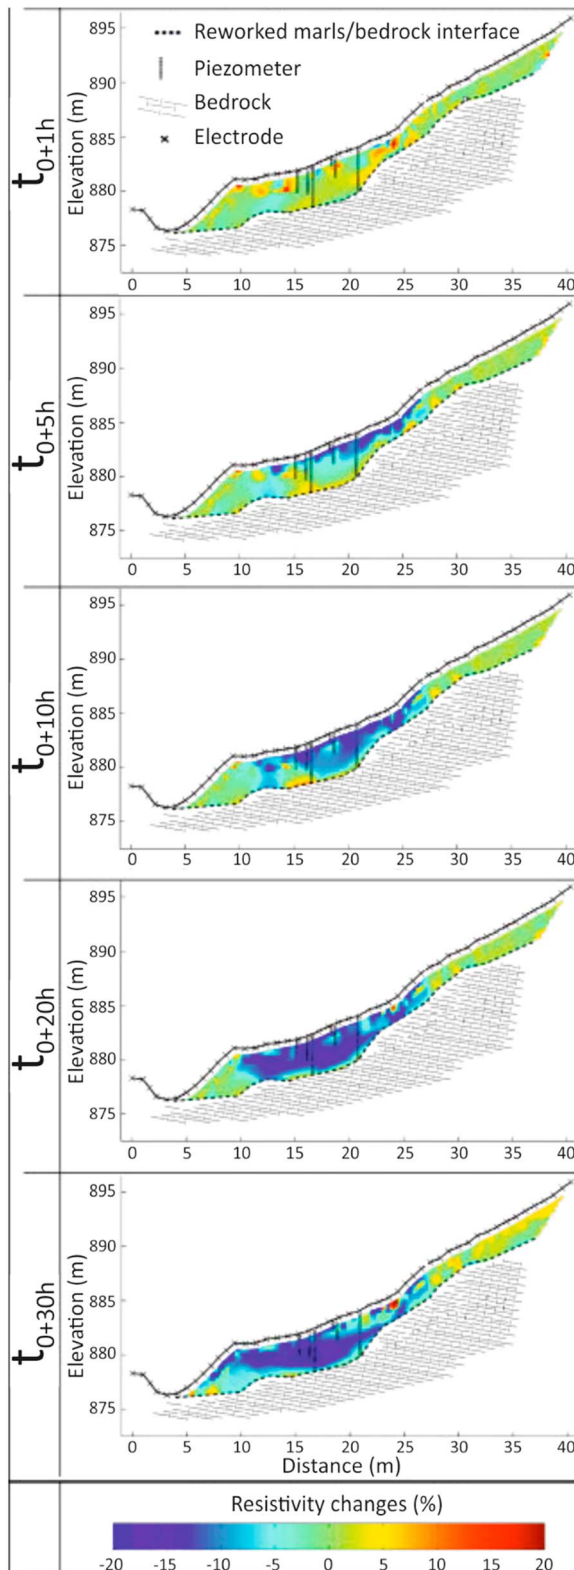 Reworked marls/bedrock interface
Piezometer
Bedrock
Electrode
t0+1h
Elevation (m)
895
890
885
880
875
0 5 10 15 20 25 30 35 40
t0+5h
Elevation (m)
895
890
885
880
875
0 5 10 15 20 25 30 35 40
t0+10h
Elevation (m)
895
890
885
880
875
0 5 10 15 20 25 30 35 40
t0+20h
Elevation (m)
895
890
885
880
875
0 5 10 15 20 25 30 35 40
t0+30h
Elevation (m)
895
890
885
880
875
0 5 10 15 20 25 30 35 40
Distance (m)
Resistivity changes (%)
-20 -15 -10 -5 0 5 10 15 20